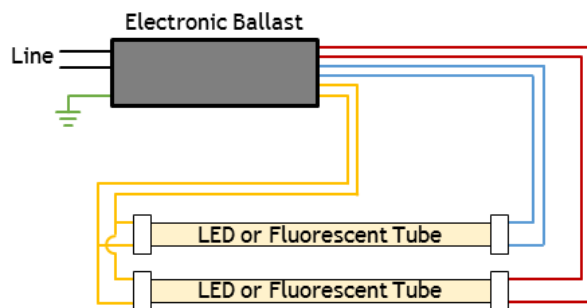 Electronic Ballast
Line
LED or Fluorescent Tube
LED or Fluorescent Tube